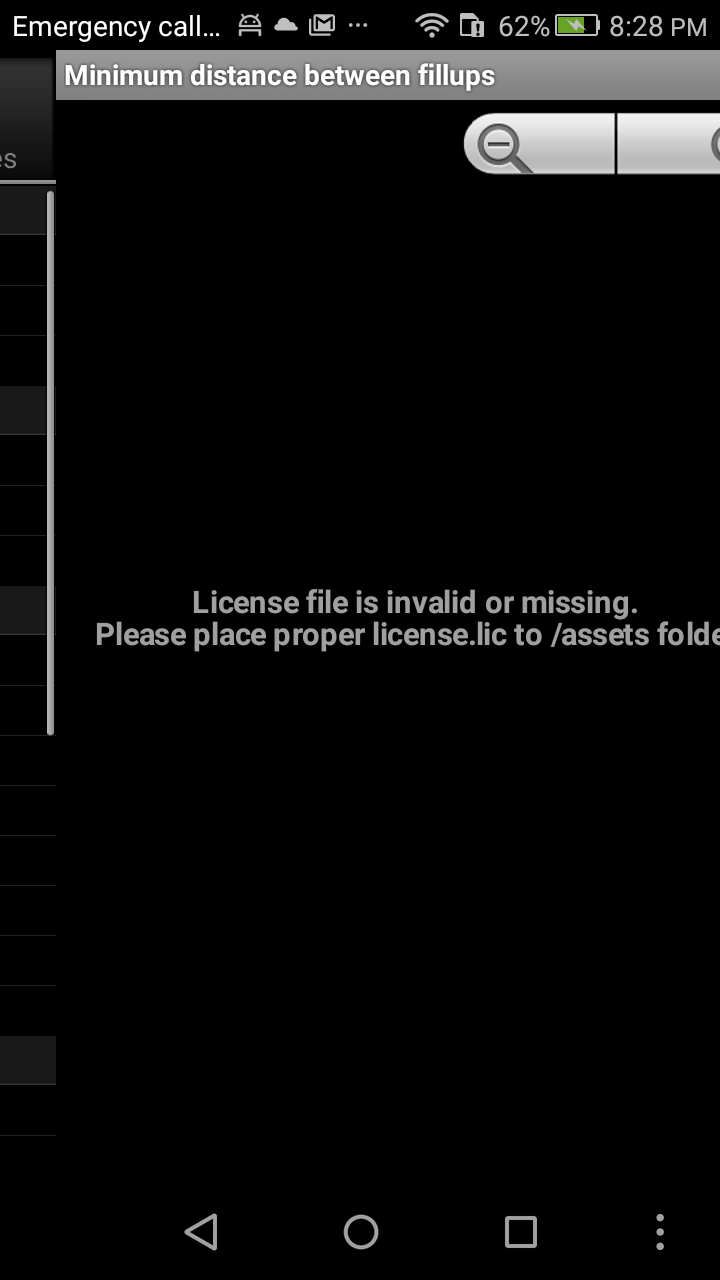 Emergency call... 62% 8:28 PM
Minimum distance between fillups
es
License file is invalid or missing.
Please place proper license.lic to /assets folde